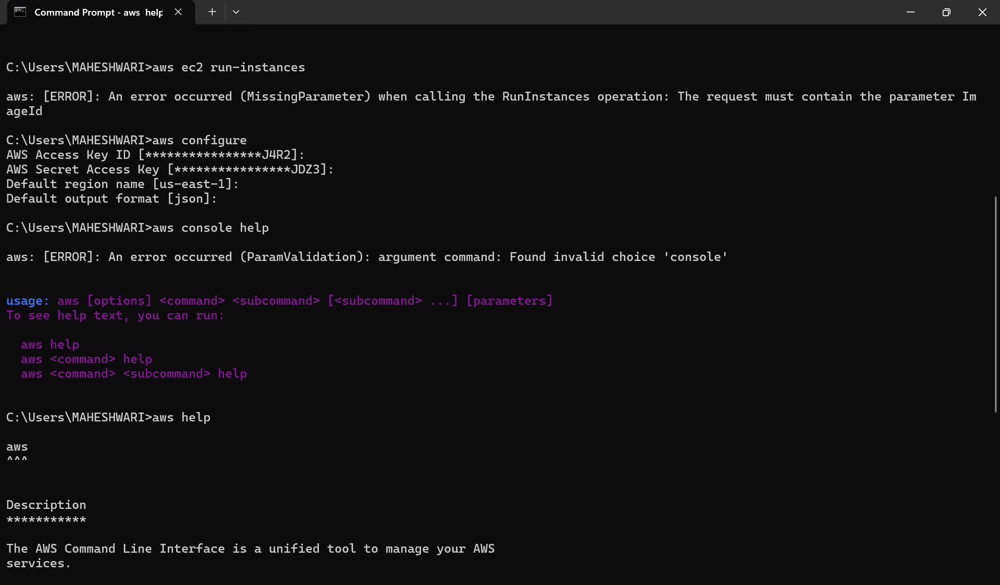 Command Prompt - aws  help
C:\Users\MAHESHWARI>aws ec2 run-instances
aws: [ERROR]: An error occurred (MissingParameter) when calling the RunInstances operation: The request must contain the parameter Im
ageId
C:\Users\MAHESHWARI>aws configure
AWS Access Key ID [****************J4R2]:
AWS Secret Access Key [****************JDZ3]:
Default region name [us-east-1]:
Default output format [json]:
C:\Users\MAHESHWARI>aws console help
aws: [ERROR]: An error occurred (ParamValidation): argument command: Found invalid choice 'console'
usage: aws [options] <command> <subcommand> [<subcommand> ...] [parameters]
To see help text, you can run:
  aws help
  aws <command> help
  aws <command> <subcommand> help
C:\Users\MAHESHWARI>aws help
aws
^^^
Description
***********
The AWS Command Line Interface is a unified tool to manage your AWS
services.